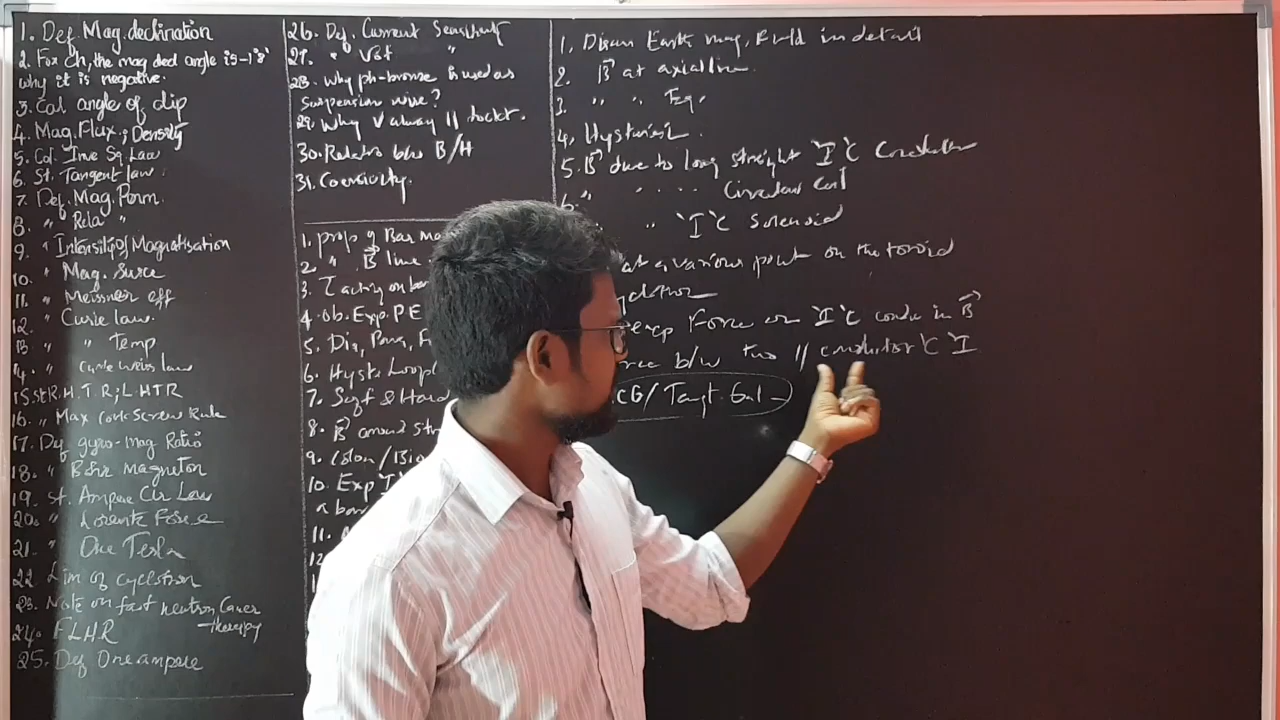 1. Def. Mag. declination
2. For Ch, the mag decl angle is -1°8'
why it is negative.
3. Cal angle of dip
4. Mag. Flux, ; Density
5. Col. Inve Sq. Law
6. St. Tangent law.
7. Def. Mag. Perm.
8. " Rela "
9. " Intensity of Magnetisation
10. " Mag. Susce
11. " Meissner eff
12. " Curie law.
13. " " Temp
14. " Curie weiss law
15. St R.H.T.R; L.HTR
16. " Max Cork Screw Rule
17. Def gyro-mag Ratio
18. " Bohr Magneton
19. St. Ampere Cir Law
20. " Lorentz Force
21. " One Tesla
22 Lim of cyclotron
23. Note on fast neutron Cancer
therapy
24. FLHR
25. Def One ampere
26. Def. Current Sensitivity
27. " Volt "
28. Why ph-bronze is used as
suspension wire?
29. Why V always ||
30. Relation b/w B/H
31. Coercivity.
1. prop of Bar Ma
2. " B⃗ line
3. τ acting on bar
4. ob. Exp. P E
5. Dia, Para, F
6. Hyst. Loop
7. Soft & Hard
8. B⃗ around str
9. Colom/Bio
10. Exp I
a bar
11.
12
1
1. Discuss Earth mag. Field in detail
2. B⃗ at axial line.
3. " " Eq.
4. Hysteresis.
5. B⃗ due to long straight I C Conductor
6. " " Circular Coil
" I C Solenoid
at a various point on the toroid
yclotron
exp Force on I C condu in B⃗
rce b/w two || conductor C I
CG/Tangt. Gal